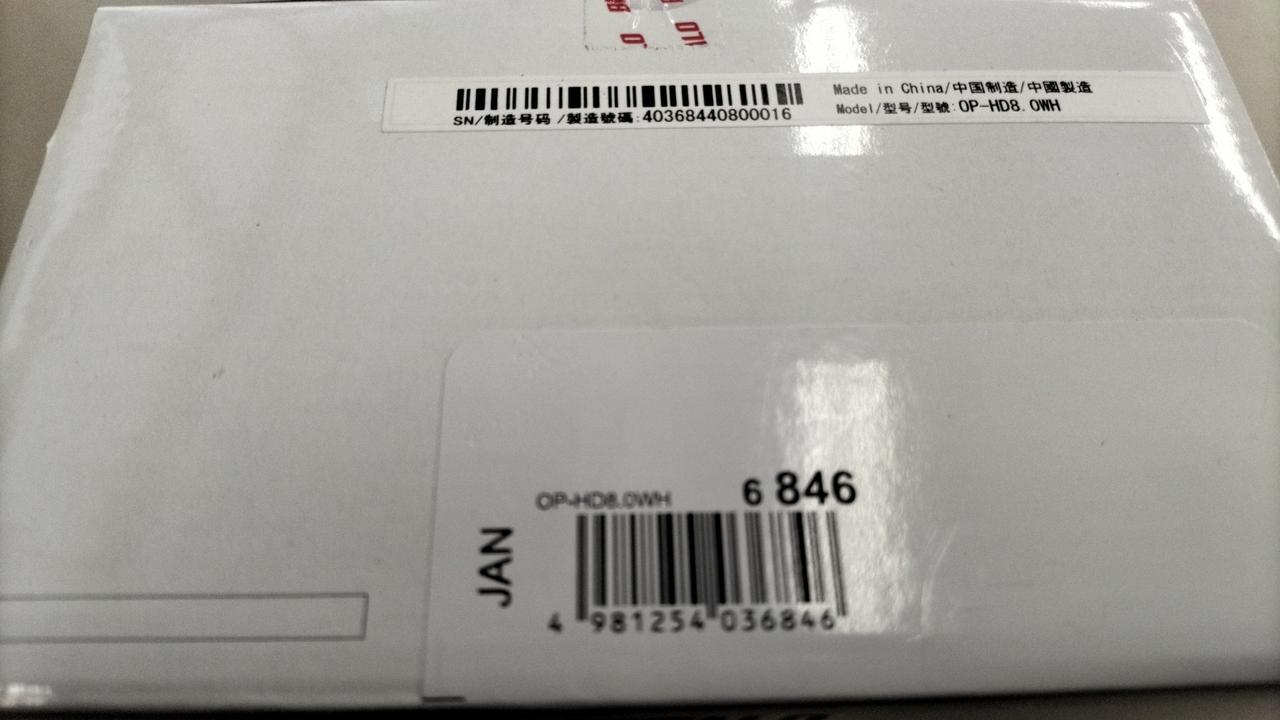 SN/制造号码 /製造號碼:40368440800016
Made in China/中国制造/中國製造
Model/型号/型號:OP-HD8.0WH
OP-HD8.0WH
6 846
JAN
4 981254 036846